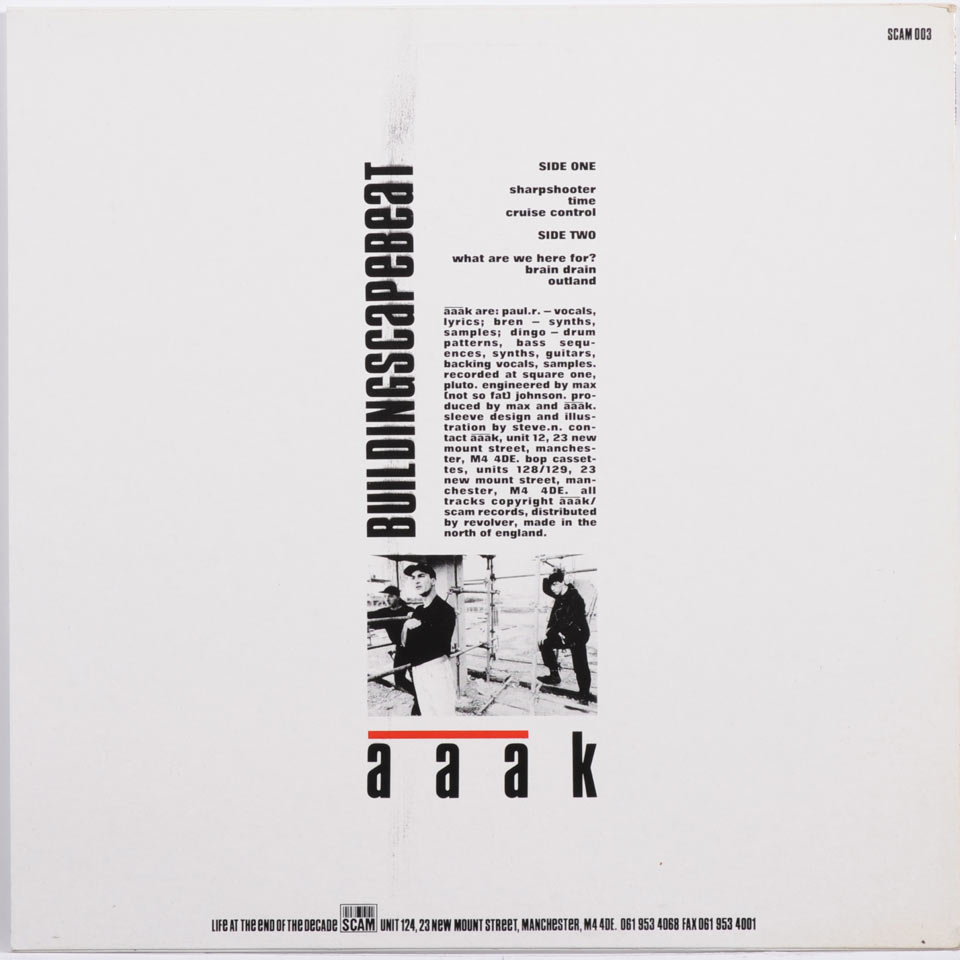 SCAM 003
BUILDINGSCAPEBEAT
SIDE ONE
sharpshooter
time
cruise control
SIDE TWO
what are we here for?
brain drain
outland
a̅a̅a̅k are: paul.r. – vocals,
lyrics; bren – synths,
samples; dingo – drum
patterns, bass sequ-
ences, synths, guitars,
backing vocals, samples.
recorded at square one,
pluto. engineered by max
(not so fat) johnson. pro-
duced by max and a̅a̅a̅k.
sleeve design and illus-
tration by steve.n. con-
tact a̅a̅a̅k, unit 12, 23 new
mount street, manches-
ter, M4 4DE. bop casset-
tes, units 128/129, 23
new mount street, man-
chester, M4 4DE. all
tracks copyright a̅a̅a̅k/
scam records, distributed
by revolver, made in the
north of england.
a̅a̅a̅k
LIFe AT THE END OF THE DECADE SCAM UNIT 124, 23 NEW MOUNT STREET, MANCHESTER, M4 4DE. 061 953 4068 FAX 061 953 4001